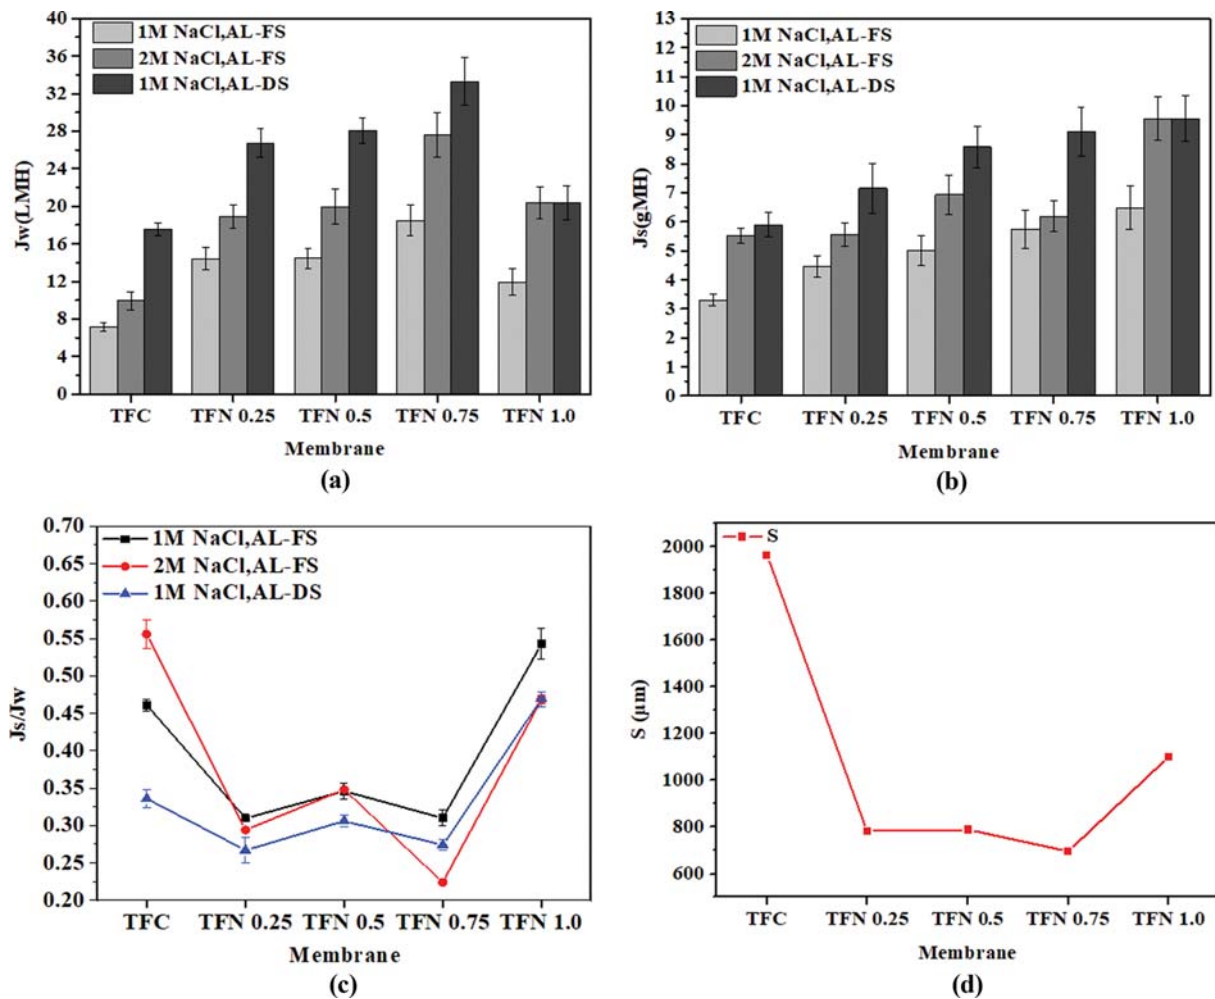 40
36
32
28
24
20
16
12
8
4
0
Jw(LMH)
1M NaCl,AL-FS
2M NaCl,AL-FS
1M NaCl,AL-DS
TFC TFN 0.25 TFN 0.5 TFN 0.75 TFN 1.0
Membrane
(a)
13
12
11
10
9
8
7
6
5
4
3
2
1
0
Js(gMH)
1M NaCl,AL-FS
2M NaCl,AL-FS
1M NaCl,AL-DS
TFC TFN 0.25 TFN 0.5 TFN 0.75 TFN 1.0
Membrane
(b)
0.70
0.65
0.60
0.55
0.50
0.45
0.40
0.35
0.30
0.25
0.20
Js/Jw
1M NaCl,AL-FS
2M NaCl,AL-FS
1M NaCl,AL-DS
TFC TFN 0.25 TFN 0.5 TFN 0.75 TFN 1.0
Membrane
(c)
2000
1800
1600
1400
1200
1000
800
600
S (µm)
S
TFC TFN 0.25 TFN 0.5 TFN 0.75 TFN 1.0
Membrane
(d)